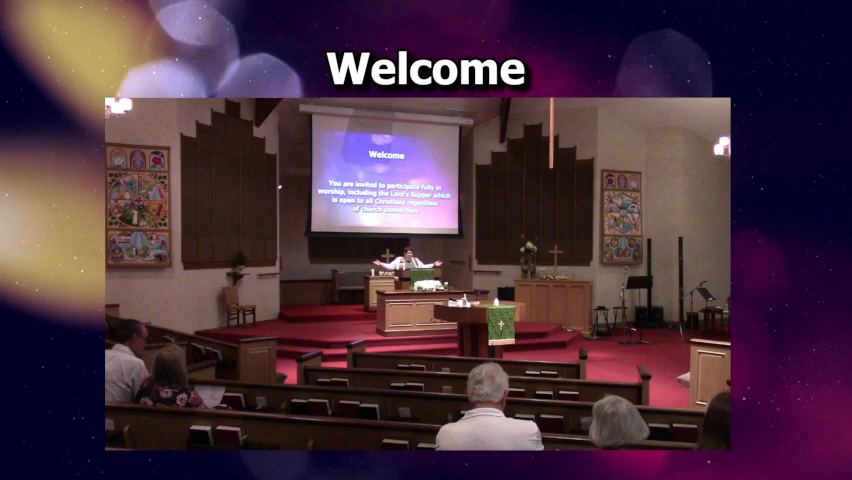 Welcome
Welcome
You are invited to participate fully in
worship, including the Lord's Supper which
is open to all Christians regardless
of church connection.